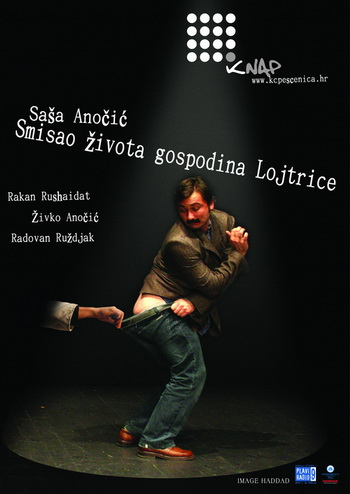 KNAP
www.kcpescenica.hr
Saša Anočić
Smisao života gospodina Lojtrice
Rakan Rushaidat
Živko Anočić
Radovan Ruždjak
IMAGE HADDAD
PLAVI
RADIO 9